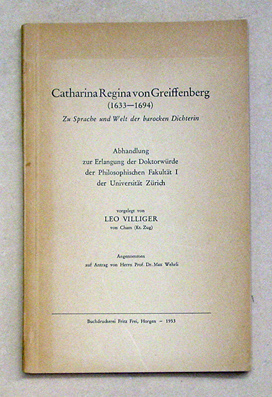 Catharina Regina von Greiffenberg
(1633—1694)
Zu Sprache und Welt der barocken Dichterin
Abhandlung
zur Erlangung der Doktorwürde
der Philosophischen Fakultät I
der Universität Zürich
vorgelegt von
LEO VILLIGER
von Cham (Kt. Zug)
Angenommen
auf Antrag von Herrn Prof. Dr. Max Wehrli
Buchdruckerei Fritz Frei, Horgen — 1953